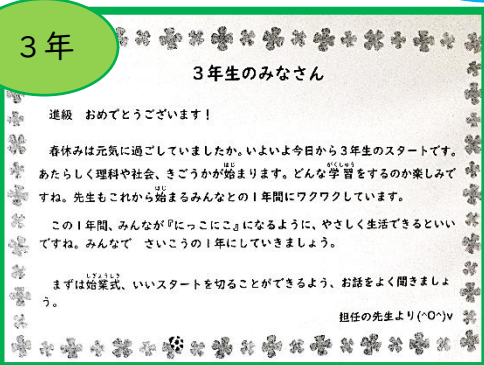 3年
3年生のみなさん
進級　おめでとうございます！
春休みは元気に過ごしていましたか。いよいよ今日から3年生のスタートです。
あたらしく理科や社会、きごうかが始まります。どんな学習をするのか楽しみで
すね。先生もこれから始まるみんなとの1年間にワクワクしています。
この1年間、みんなが『にっこにこ』になるように、やさしく生活できるといい
ですね。みんなで　さいこうの1年にしていきましょう。
まずは始業式、いいスタートを切ることができるよう、お話をよく聞きましょ
う。
担任の先生より(^O^)v